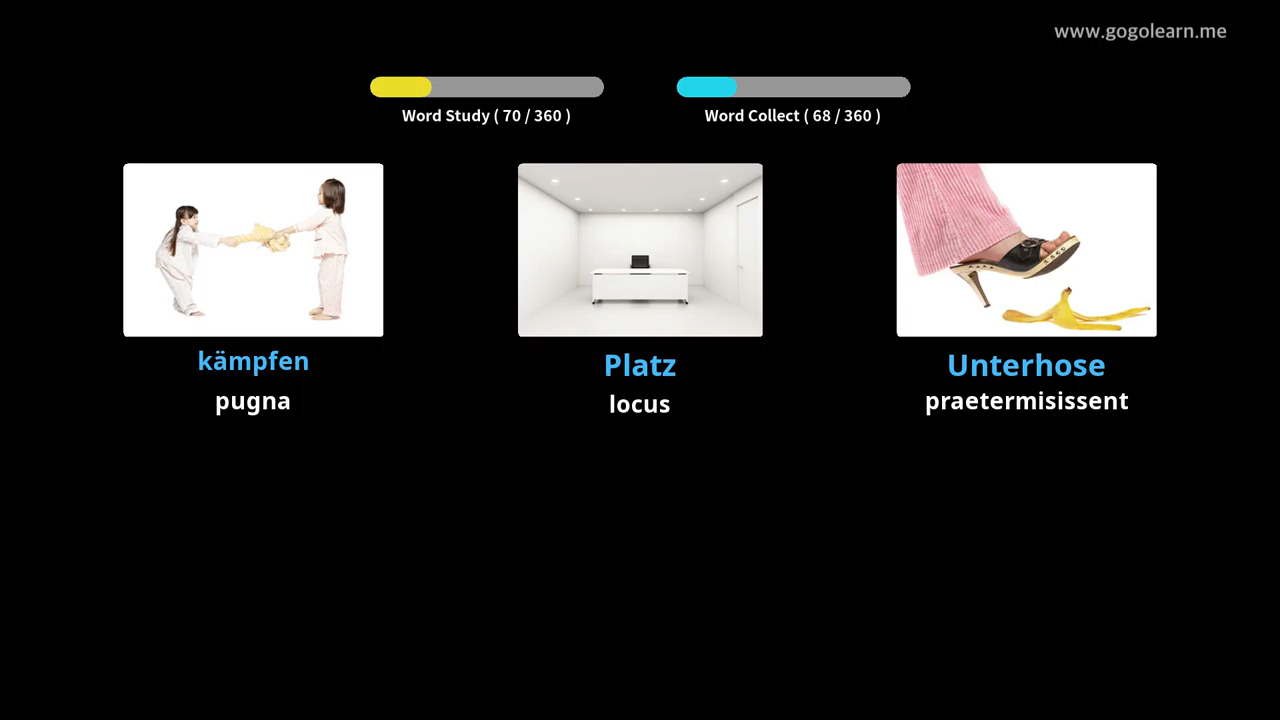 www.gogolearn.me
Word Study ( 70 / 360 )
Word Collect ( 68 / 360 )
kämpfen
pugna
Platz
locus
Unterhose
praetermisissent